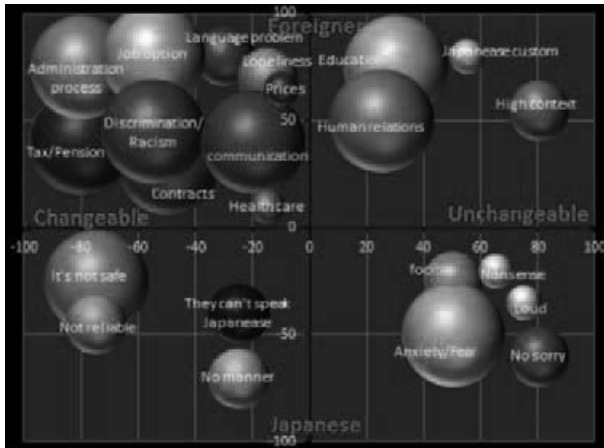 100
Foreigner
Language problem
Job option
Loneliness
Education
Japanease custom
Administration
process
Prices
High context
50
Discrimination/
Racism
Human relations
Tax/Pension
communication
Contracts
Healthcare
Changeable
Unchangeable
0
-100
-80
-60
-40
-20
0
20
40
60
80
100
It's not safe
food
Nonsense
They can't speak
Japanease
Loud
Not reliable
-50
Anxiety/Fear
No sorry
No manner
Japanese
-100